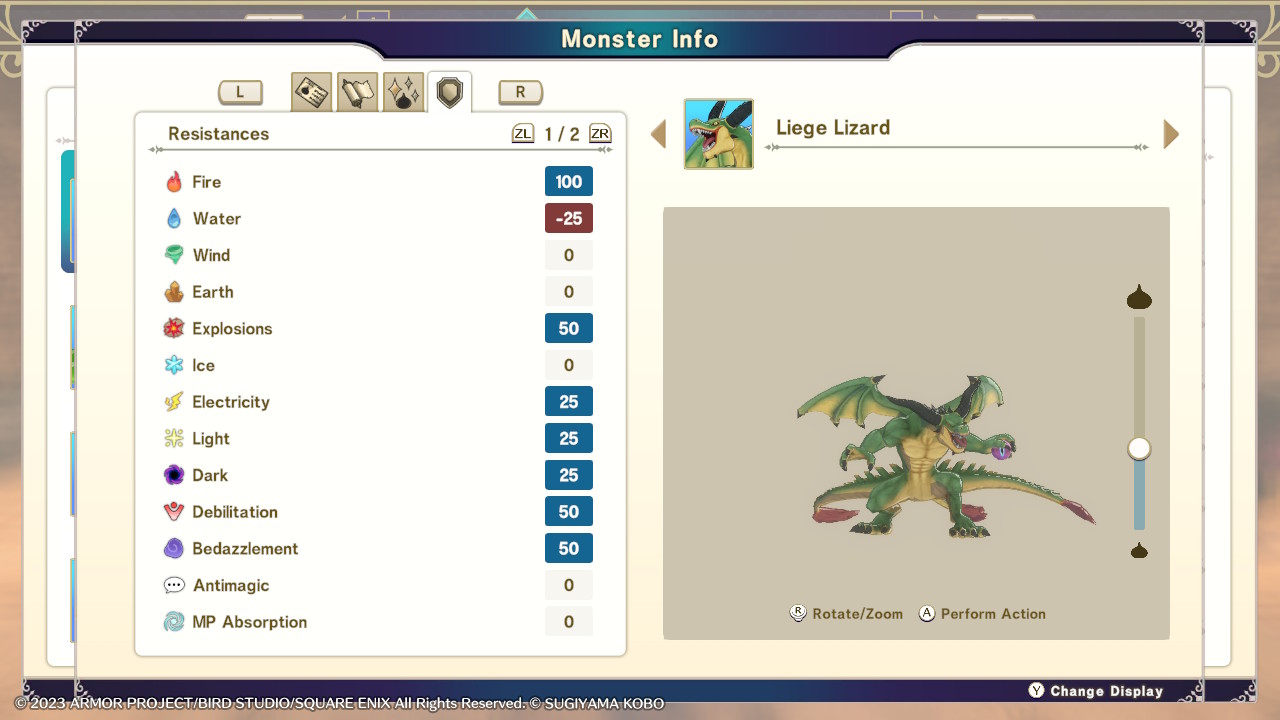 Monster Info
L
R
Resistances
ZL 1 / 2 ZR
Liege Lizard
Fire 100
Water -25
Wind 0
Earth 0
Explosions 50
Ice 0
Electricity 25
Light 25
Dark 25
Debilitation 50
Bedazzlement 50
Antimagic 0
MP Absorption 0
R Rotate/Zoom A Perform Action
Y Change Display
© 2023 ARMOR PROJECT/BIRD STUDIO/SQUARE ENIX All Rights Reserved. © SUGIYAMA KOBO